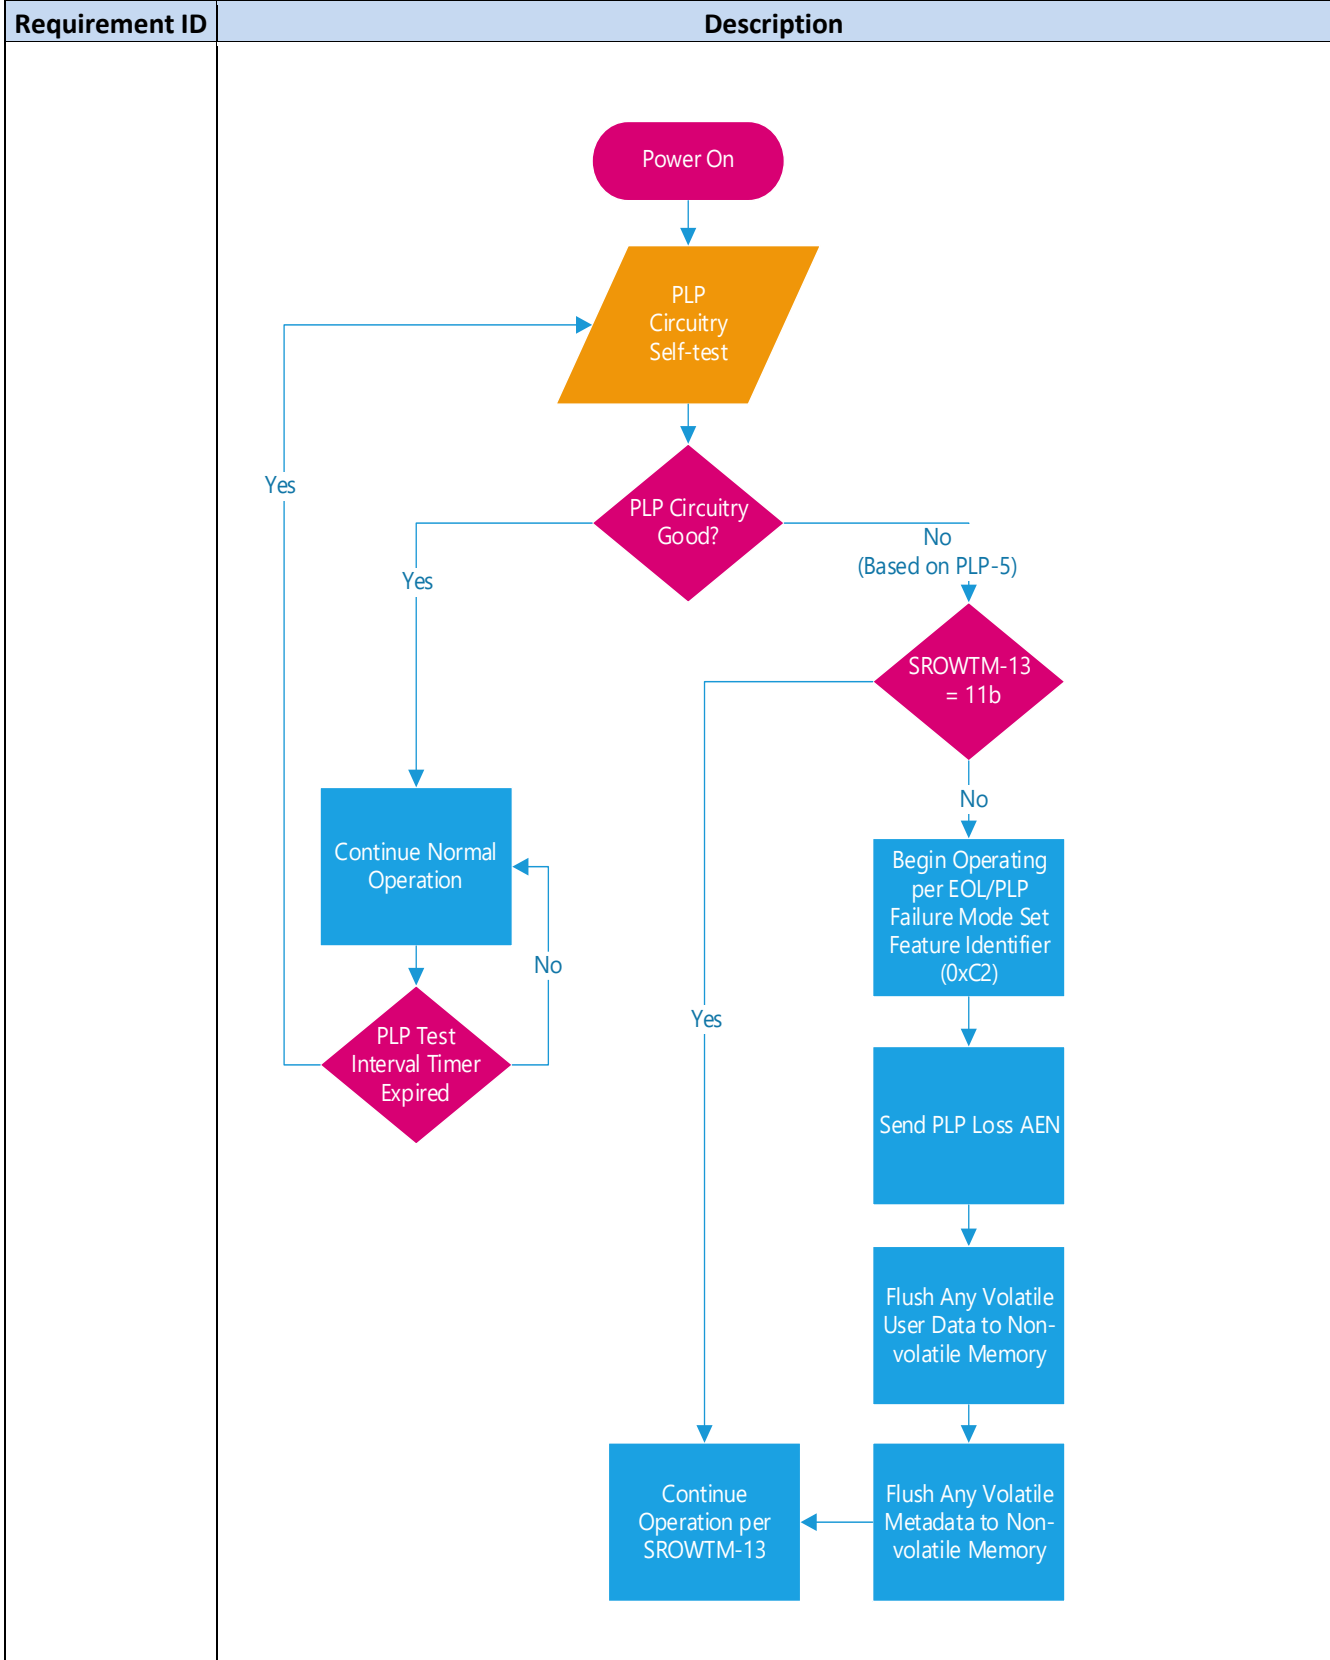 Requirement ID
Description
Power On
PLP
Circuitry
Self-test
Yes
PLP Circuitry
Good?
No
(Based on PLP-5)
Yes
SROWTM-13
= 11b
No
Continue Normal
Operation
Begin Operating
per EOL/PLP
Failure Mode Set
Feature Identifier
(0xC2)
No
Yes
PLP Test
Interval Timer
Expired
Send PLP Loss AEN
Flush Any Volatile
User Data to Non-
volatile Memory
Continue
Operation per
SROWTM-13
Flush Any Volatile
Metadata to Non-
volatile Memory